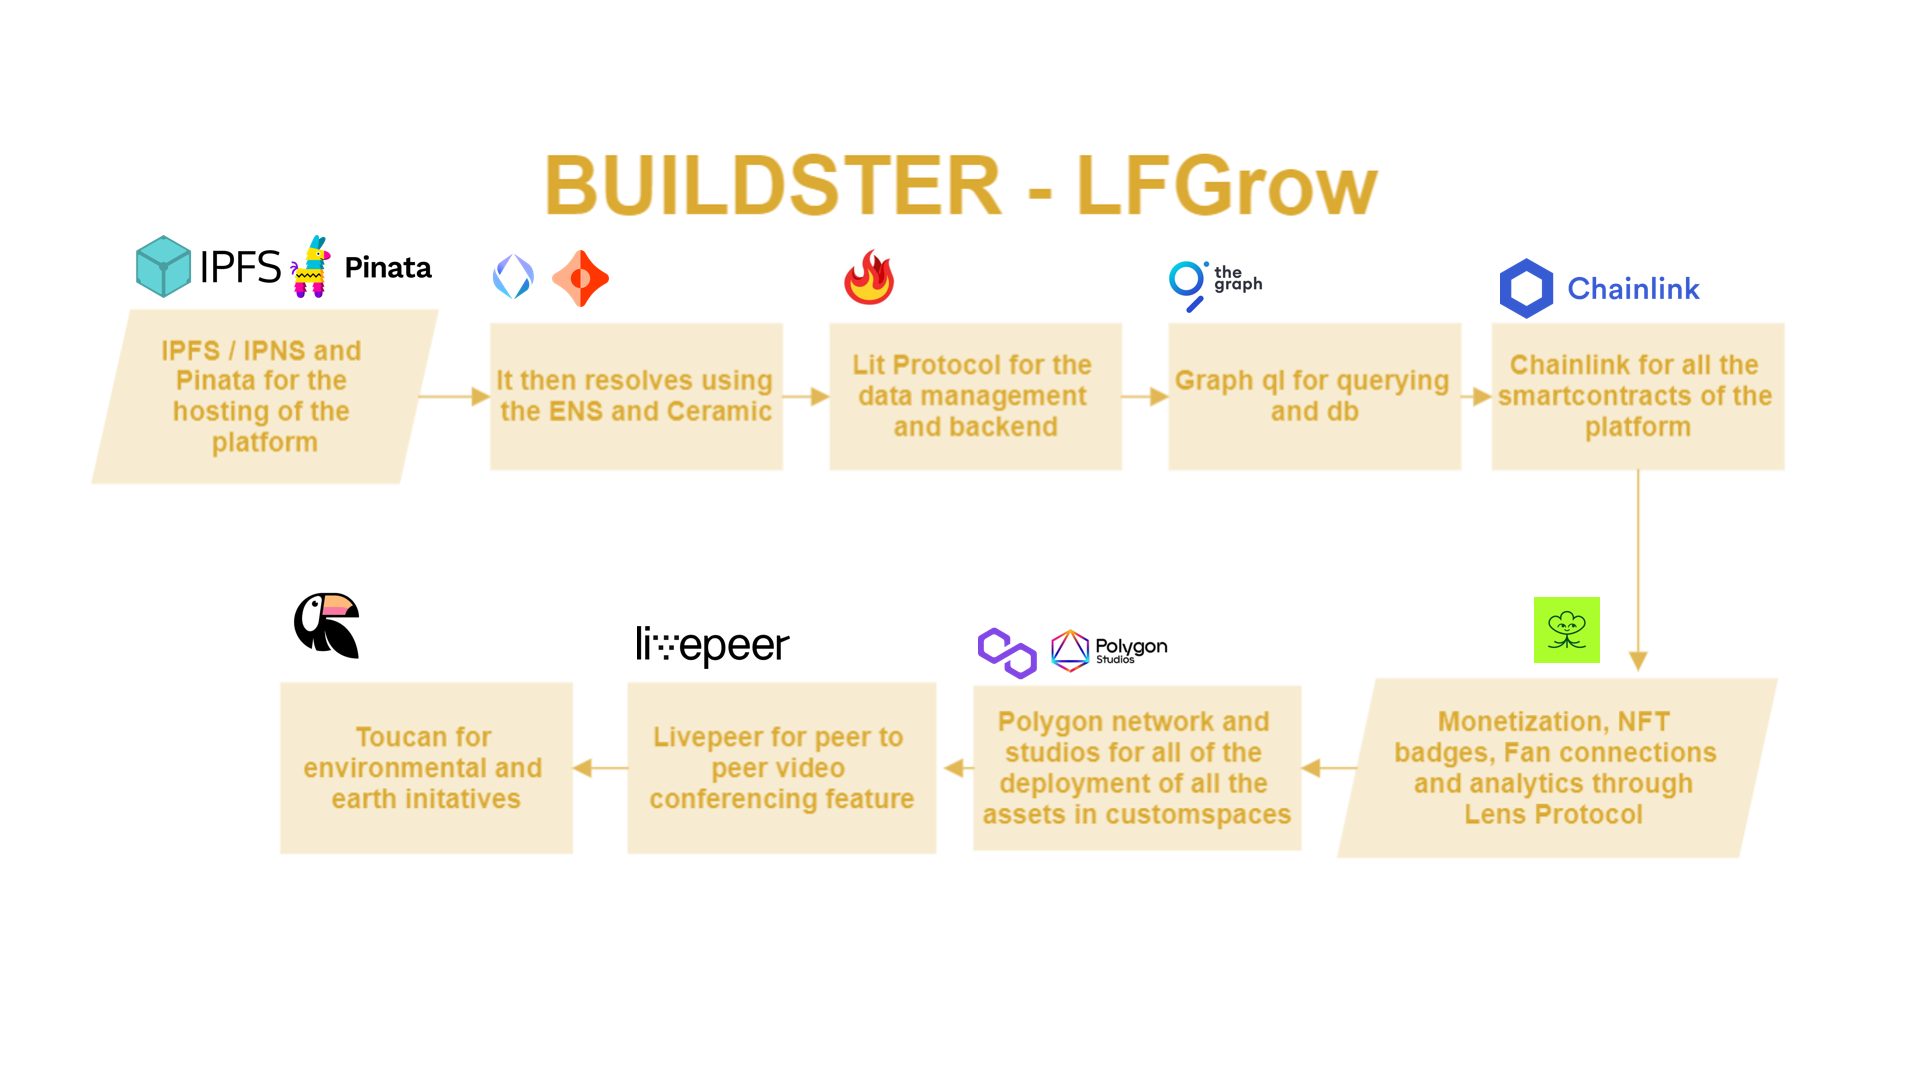 BUILDSTER - LFGrow
IPFS
Pinata
the
graph
Chainlink
IPFS / IPNS and
Pinata for the
hosting of the
platform
It then resolves using
the ENS and Ceramic
Lit Protocol for the
data management
and backend
Graph ql for querying
and db
Chainlink for all the
smartcontracts of the
platform
livepeer
Polygon
Studios
Toucan for
environmental and
earth initatives
Livepeer for peer to
peer video
conferencing feature
Polygon network and
studios for all of the
deployment of all the
assets in customspaces
Monetization, NFT
badges, Fan connections
and analytics through
Lens Protocol